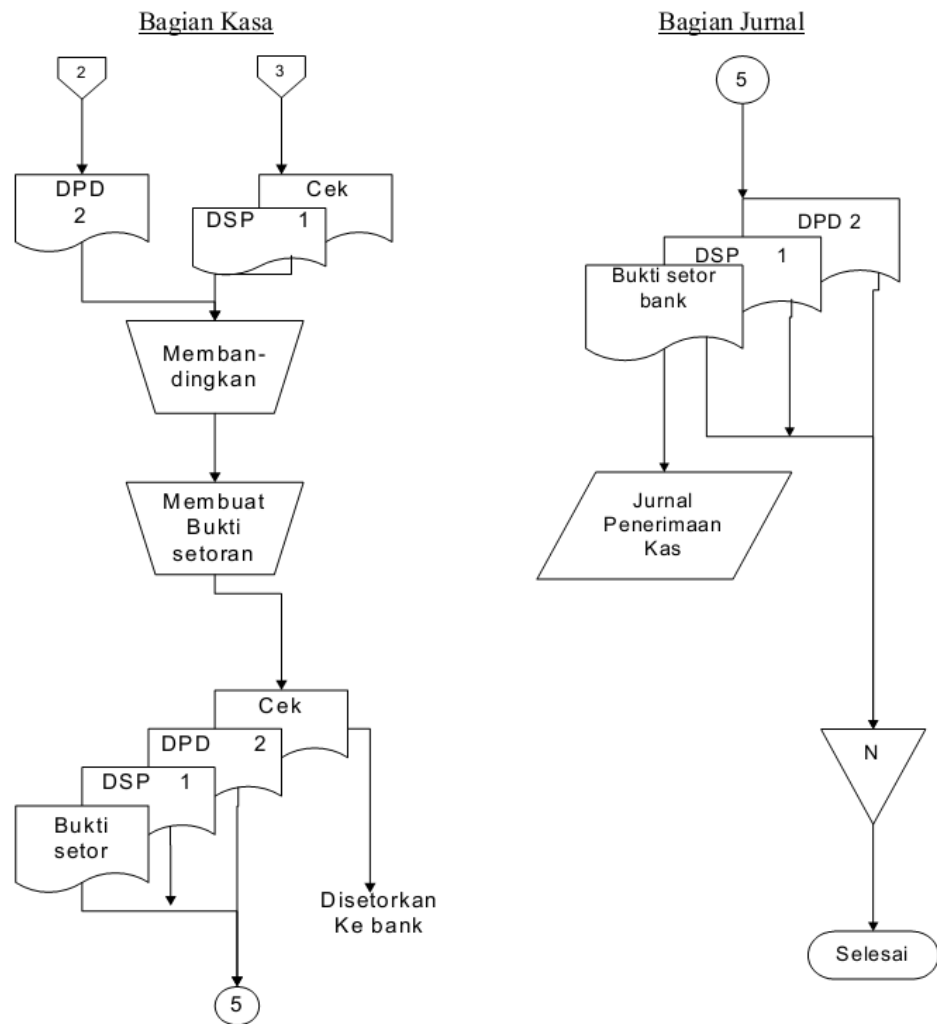 Bagian Kasa
2
3
DPD
2
Cek
DSP 1
Memban-
dingkan
Membuat
Bukti
setoran
Cek
DPD 2
DSP 1
Bukti
setor
Disetorkan
Ke bank
5
Bagian Jurnal
5
DPD 2
DSP 1
Bukti setor
bank
Jurnal
Penerimaan
Kas
N
Selesai